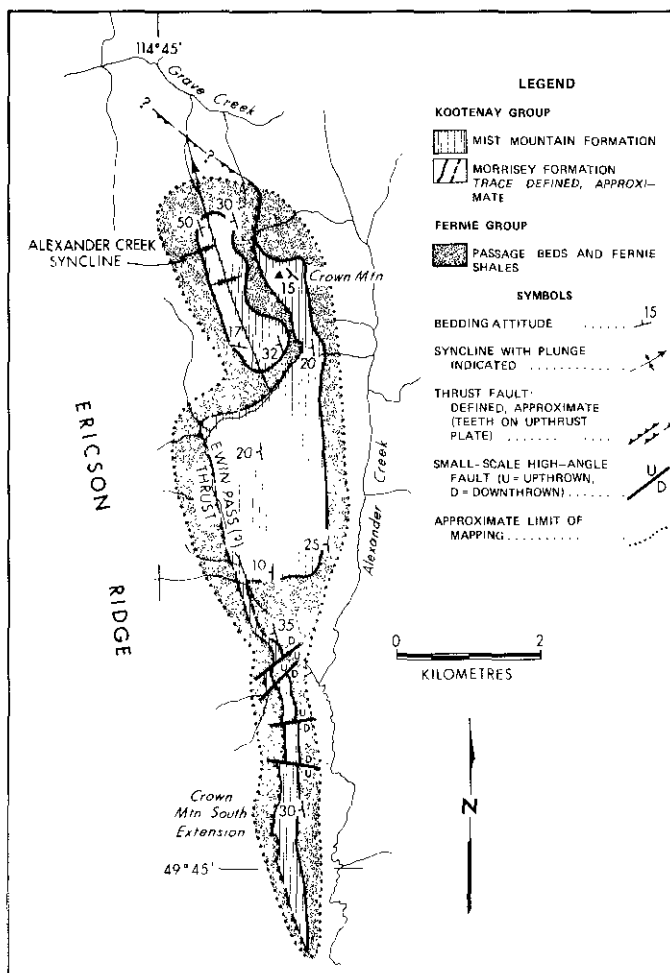 114°45'
Grave Creek
?
?
50
30
ALEXANDER CREEK
SYNCLINE
Crown Mtn
15
17
32
20
ERICSON
RIDGE
EWIN PASS (?)
THRUST
20
25
10
Alexander
Creek
35
D
U
U
D
U
D
D
U
Crown
Mtn South
Extension
30
49°45'
LEGEND
KOOTENAY GROUP
MIST MOUNTAIN FORMATION
MORRISEY FORMATION
TRACE DEFINED, APPROXI-
MATE
FERNIE GROUP
PASSAGE BEDS AND FERNIE
SHALES
SYMBOLS
BEDDING ATTITUDE ...... 15
SYNCLINE WITH PLUNGE
INDICATED ..........
THRUST FAULT:
DEFINED, APPROXIMATE
(TEETH ON UPTHRUST
PLATE) .......
SMALL-SCALE HIGH-ANGLE
FAULT (U = UPTHROWN,
D = DOWNTHROWN) ......
U
D
APPROXIMATE LIMIT OF
MAPPING ..........
0 2
KILOMETRES
N